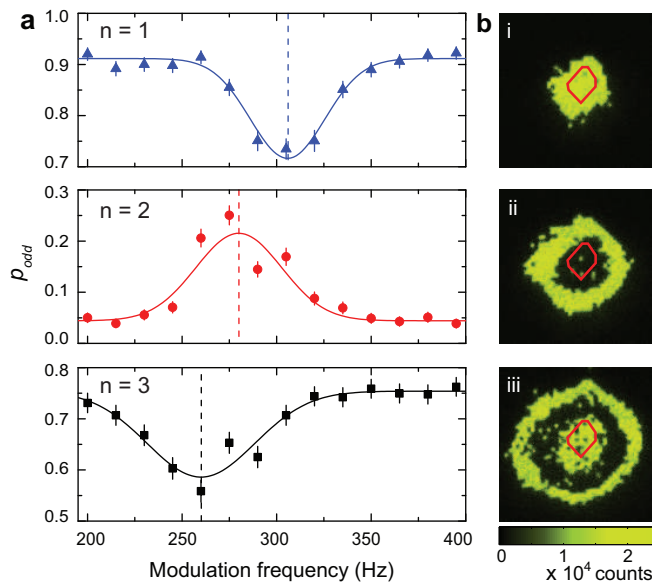 a
b
n = 1
1.0
0.9
0.8
0.7
i
n = 2
0.3
0.2
0.1
0.0
p_odd
ii
n = 3
0.8
0.7
0.6
0.5
200
250
300
350
400
Modulation frequency (Hz)
iii
0 1 2
x 10⁴ counts